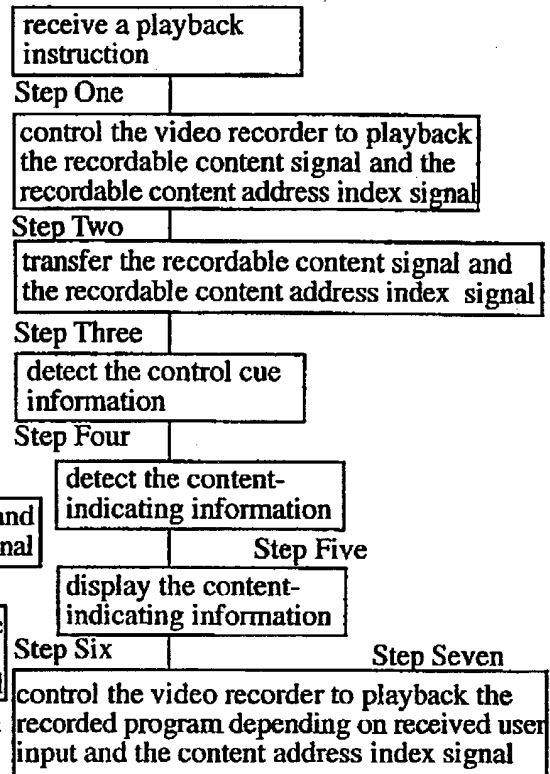 receive a playback
instruction
Step One
control the video recorder to playback
the recordable content signal and the
recordable content address index signal
Step Two
transfer the recordable content signal and
the recordable content address index signal
Step Three
detect the control cue
information
Step Four
detect the content-
indicating information
and
nal
Step Five
display the content-
indicating information
Step Six
Step Seven
control the video recorder to playback the
recorded program depending on received user
input and the content address index signal